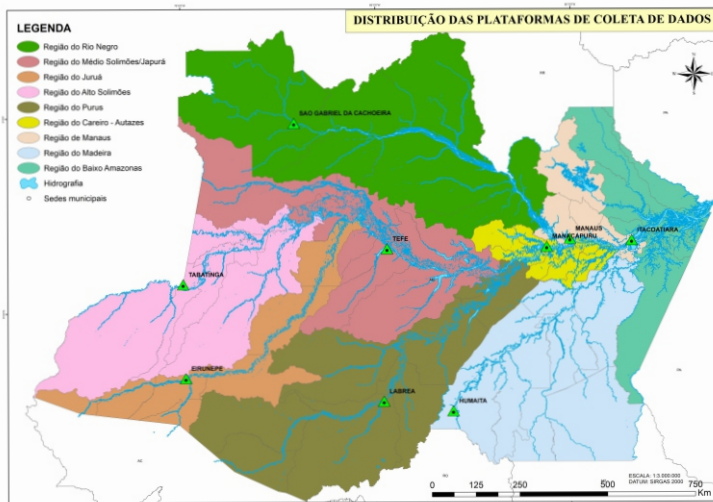 DISTRIBUIÇÃO DAS PLATAFORMAS DE COLETA DE DADOS
LEGENDA
Região do Rio Negro
Região do Médio Solimões/Japurá
Região do Juruá
Região do Alto Solimões
Região do Purus
Região do Careiro - Autazes
Região de Manaus
Região do Madeira
Região do Baixo Amazonas
Hidrografia
Sedes municipais
SAO GABRIEL DA CACHOEIRA
MANAUS
MANACAPURU
ITACOATIARA
TEFE
TABATINGA
EIRUNEPE
LABREA
HUMAITA
ESCALA: 1:5.000.000
DATUM: SIRGAS 2000
0 125 250 500 750
Km